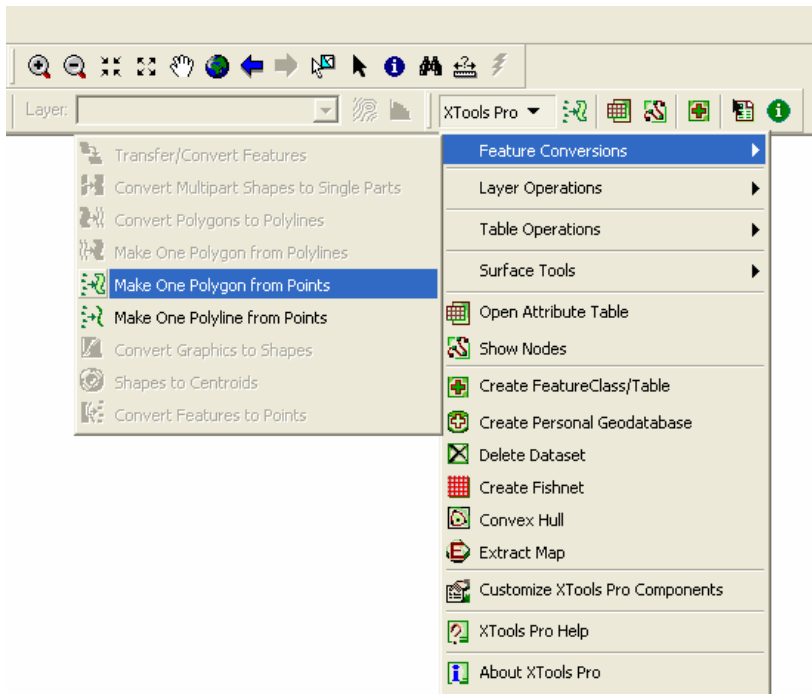 Layer:
XTools Pro
Feature Conversions
Layer Operations
Table Operations
Surface Tools
Open Attribute Table
Show Nodes
Create FeatureClass/Table
Create Personal Geodatabase
Delete Dataset
Create Fishnet
Convex Hull
Extract Map
Customize XTools Pro Components
XTools Pro Help
About XTools Pro
Transfer/Convert Features
Convert Multipart Shapes to Single Parts
Convert Polygons to Polylines
Make One Polygon from Polylines
Make One Polygon from Points
Make One Polyline from Points
Convert Graphics to Shapes
Shapes to Centroids
Convert Features to Points